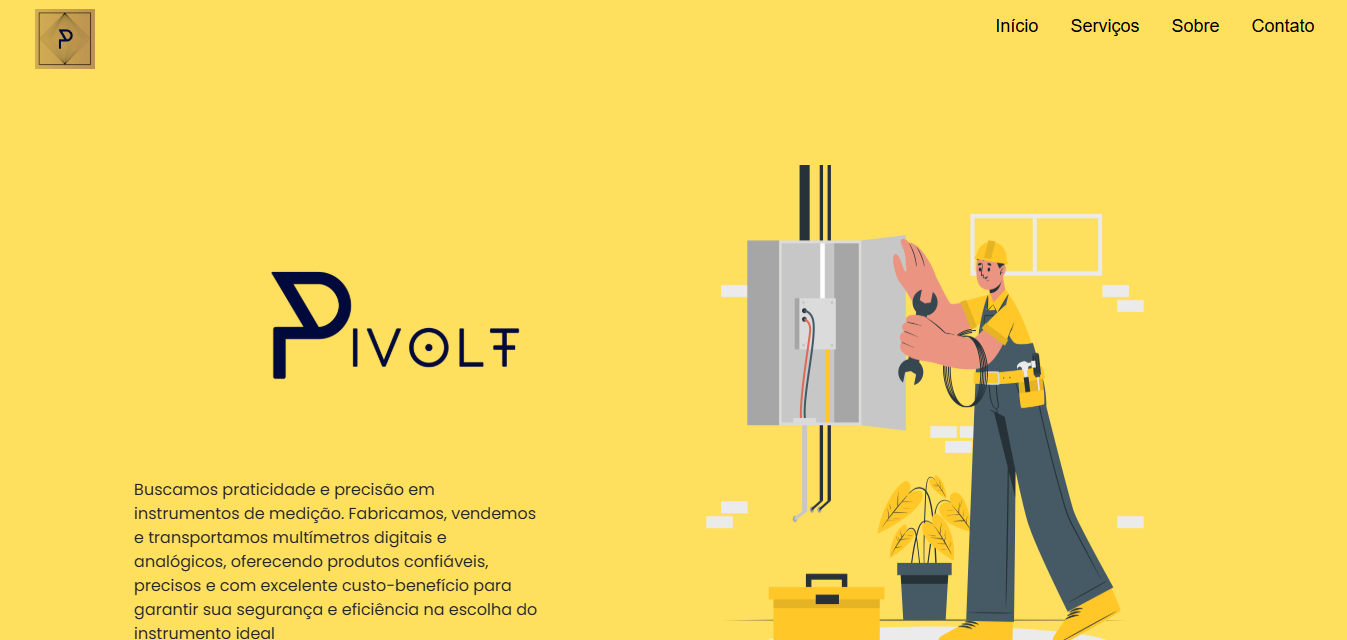 P
Início Serviços Sobre Contato
PIVOLT
Buscamos praticidade e precisão em
instrumentos de medição. Fabricamos, vendemos
e transportamos multímetros digitais e
analógicos, oferecendo produtos confiáveis,
precisos e com excelente custo-benefício para
garantir sua segurança e eficiência na escolha do
instrumento ideal